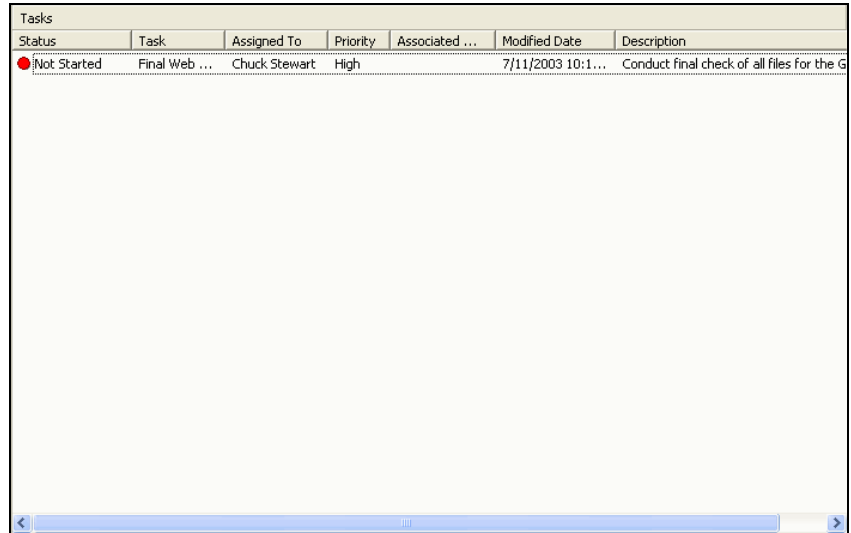 Tasks
Status Task Assigned To Priority Associated ... Modified Date Description
Not Started Final Web ... Chuck Stewart High 7/11/2003 10:1... Conduct final check of all files for the G